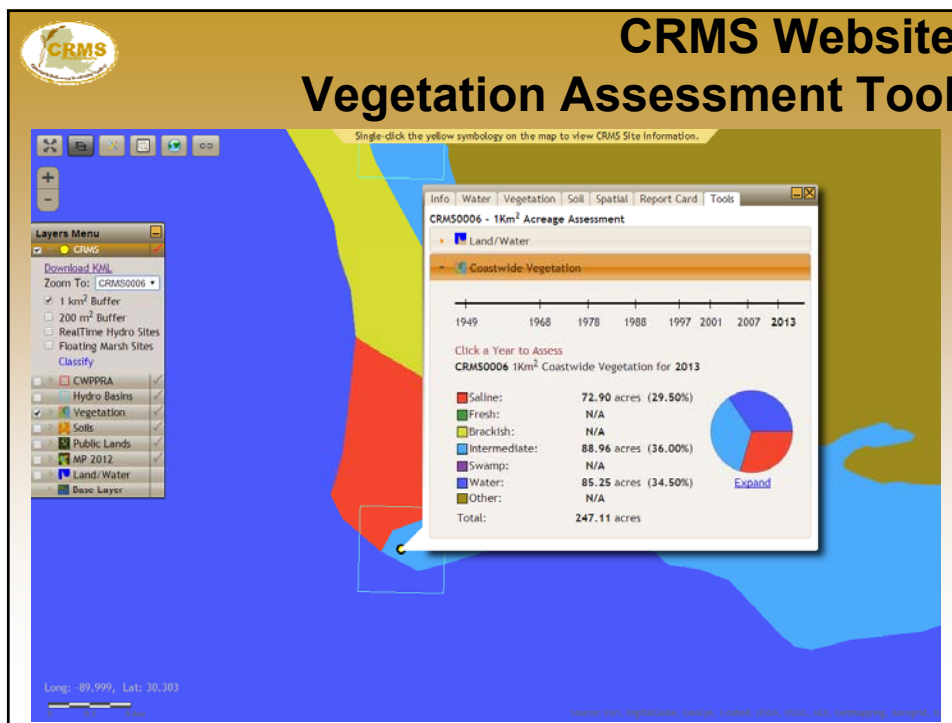 CRMS
CRMS Website
Vegetation Assessment Tool
Single-click the yellow symbology on the map to view CRMS Site Information.
+
-
Layers Menu
CRMS
Download KML
Zoom To: CRMS0006
1 km² Buffer
200 m² Buffer
RealTime Hydro Sites
Floating Marsh Sites
Classify
CWPPRA
Hydro Basins
Vegetation
Soils
Public Lands
MP 2012
Land/Water
Base Layer
Info Water Vegetation Soil Spatial Report Card Tools
CRMS0006 - 1Km² Acreage Assessment
Land/Water
Coastwide Vegetation
1949 1968 1978 1988 1997 2001 2007 2013
Click a Year to Assess
CRMS0006 1Km² Coastwide Vegetation for 2013
Saline: 72.90 acres (29.50%)
Fresh: N/A
Brackish: N/A
Intermediate: 88.96 acres (36.00%)
Swamp: N/A
Water: 85.25 acres (34.50%)
Other: N/A
Total: 247.11 acres
Expand
Long: -89.999, Lat: 30.303